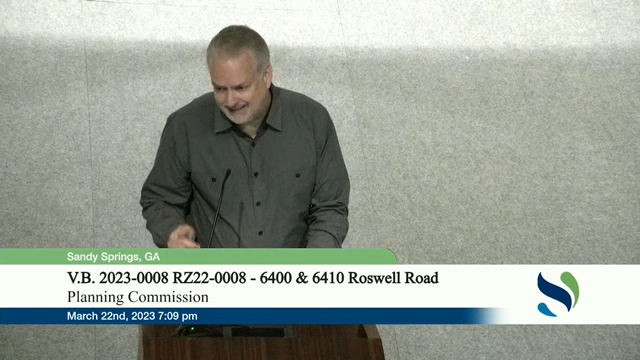 Sandy Springs, GA
V.B. 2023-0008 RZ22-0008 - 6400 & 6410 Roswell Road
Planning Commission
March 22nd, 2023 7:09 pm